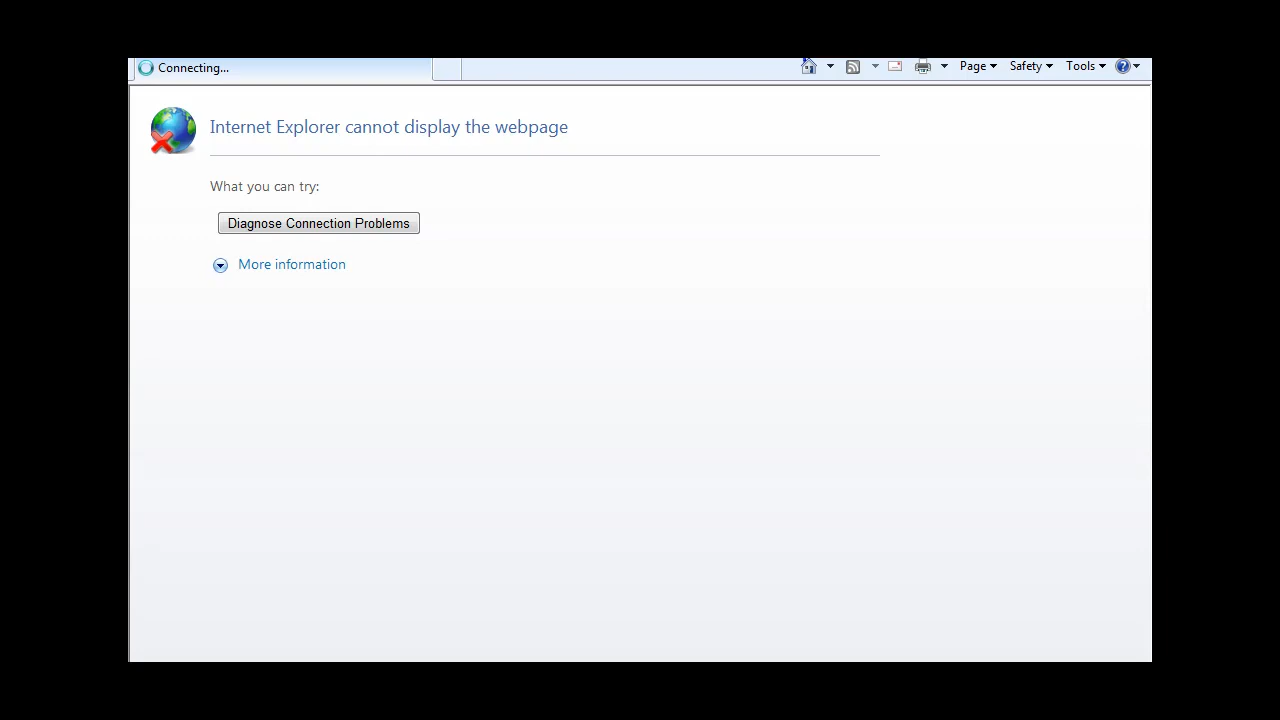 Connecting...
Page Safety Tools
Internet Explorer cannot display the webpage
What you can try:
Diagnose Connection Problems
More information